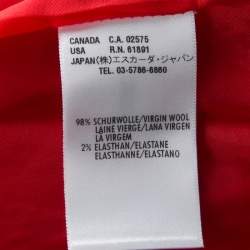 CANADA C.A. 02575
USA R.N. 61891
JAPAN(株)エスカーダ・ジャパン
TEL. 03-5786-6860
98% SCHURWOLLE/VIRGIN WOOL
LAINE VIERGE/LANA VIRGEN
LÃ VIRGEM
2% ELASTHAN/ELASTANE
ELASTHANNE/ELASTANO